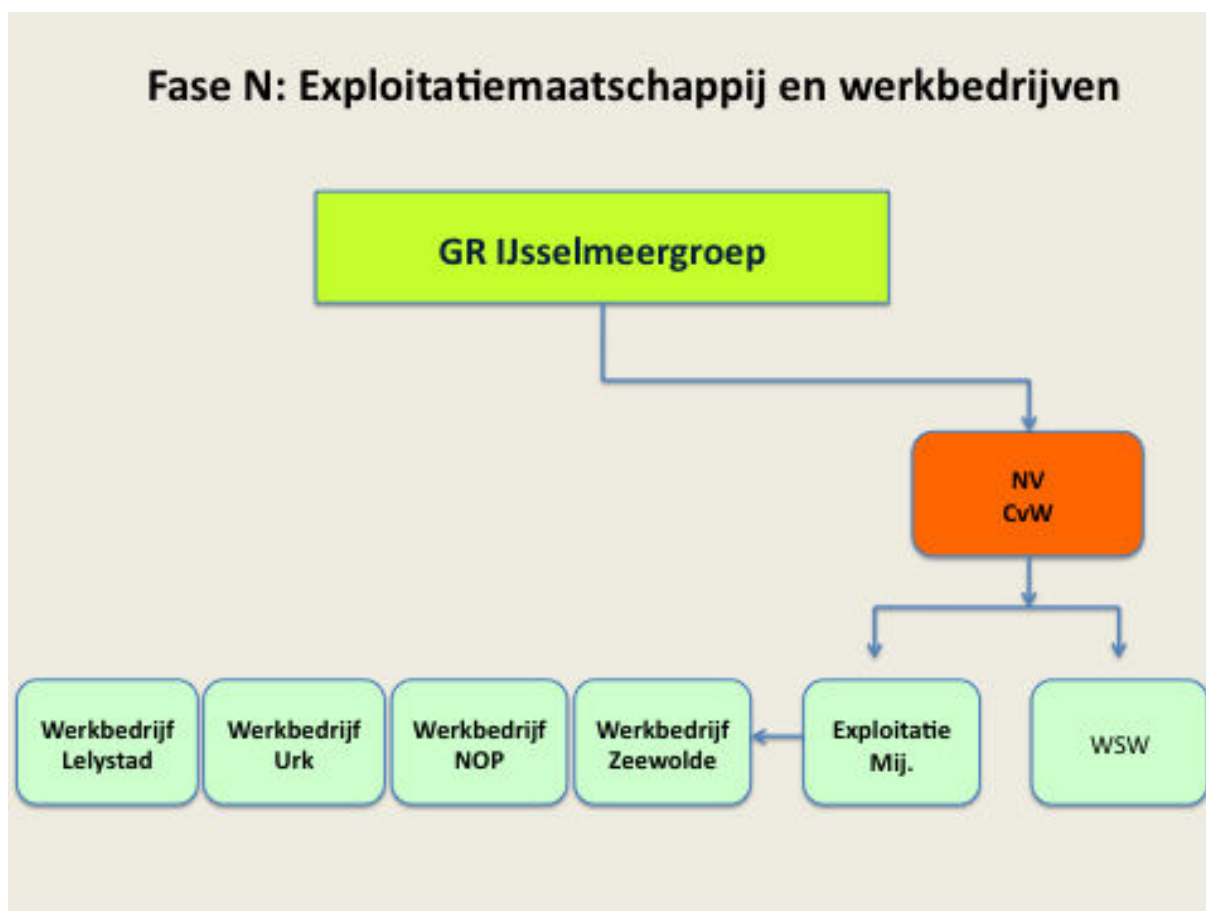 Fase N: Exploitatiemaatschappij en werkbedrijven
GR IJsselmeergroep
NV
CvW
Werkbedrijf
Lelystad
Werkbedrijf
Urk
Werkbedrijf
NOP
Werkbedrijf
Zeewolde
Exploitatie
Mij.
WSW